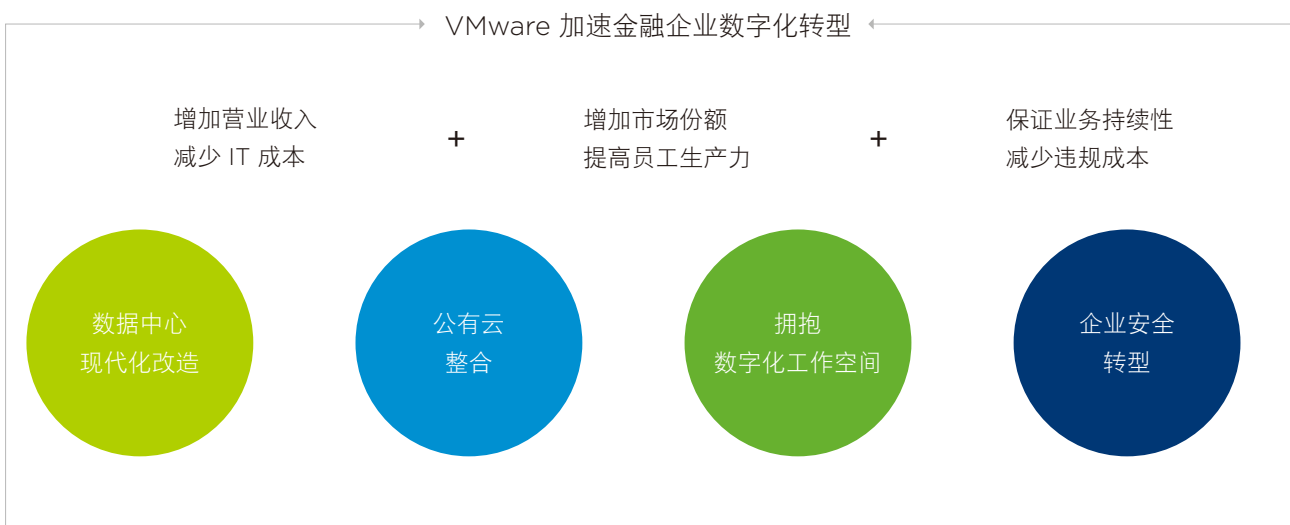 VMware 加速金融企业数字化转型
增加营业收入
减少 IT 成本
+
增加市场份额
提高员工生产力
+
保证业务持续性
减少违规成本
数据中心
现代化改造
公有云
整合
拥抱
数字化工作空间
企业安全
转型